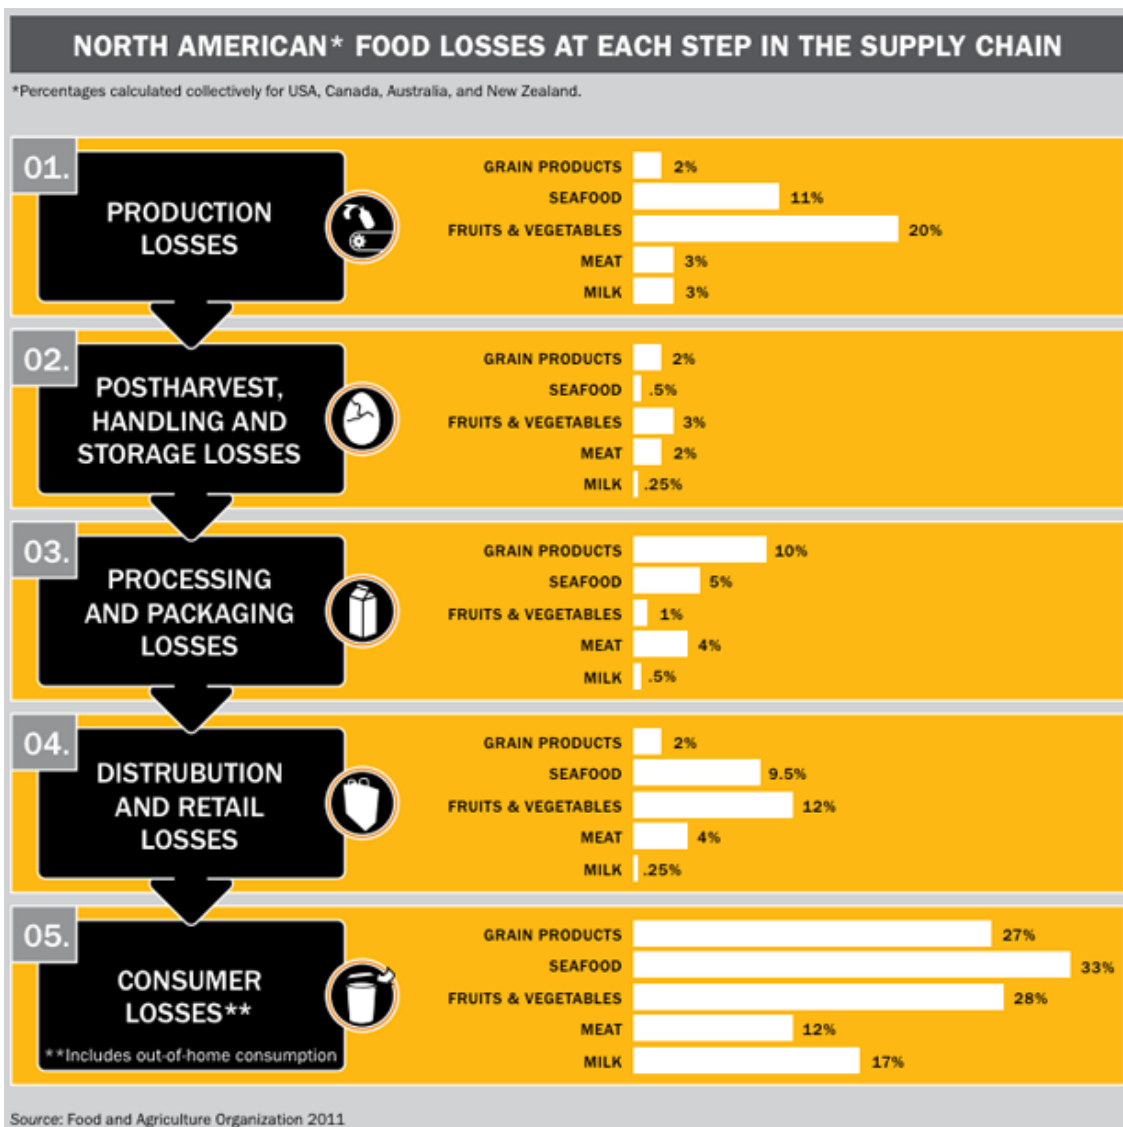 NORTH AMERICAN* FOOD LOSSES AT EACH STEP IN THE SUPPLY CHAIN
*Percentages calculated collectively for USA, Canada, Australia, and New Zealand.
01.
PRODUCTION
LOSSES
GRAIN PRODUCTS 2%
SEAFOOD 11%
FRUITS & VEGETABLES 20%
MEAT 3%
MILK 3%
02.
POSTHARVEST,
HANDLING AND
STORAGE LOSSES
GRAIN PRODUCTS 2%
SEAFOOD .5%
FRUITS & VEGETABLES 3%
MEAT 2%
MILK .25%
03.
PROCESSING
AND PACKAGING
LOSSES
GRAIN PRODUCTS 10%
SEAFOOD 5%
FRUITS & VEGETABLES 1%
MEAT 4%
MILK .5%
04.
DISTRUBUTION
AND RETAIL
LOSSES
GRAIN PRODUCTS 2%
SEAFOOD 9.5%
FRUITS & VEGETABLES 12%
MEAT 4%
MILK .25%
05.
CONSUMER
LOSSES**
**Includes out-of-home consumption
GRAIN PRODUCTS 27%
SEAFOOD 33%
FRUITS & VEGETABLES 28%
MEAT 12%
MILK 17%
Source: Food and Agriculture Organization 2011